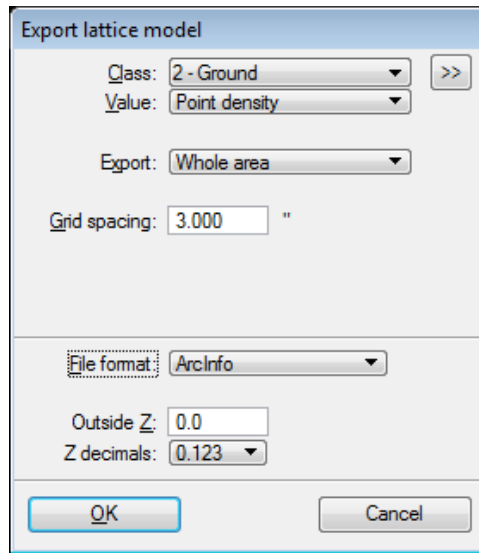 Export lattice model
Class: 2 - Ground >>
Value: Point density
Export: Whole area
Grid spacing: 3.000 "
File format: ArcInfo
Outside Z: 0.0
Z decimals: 0.123
OK Cancel